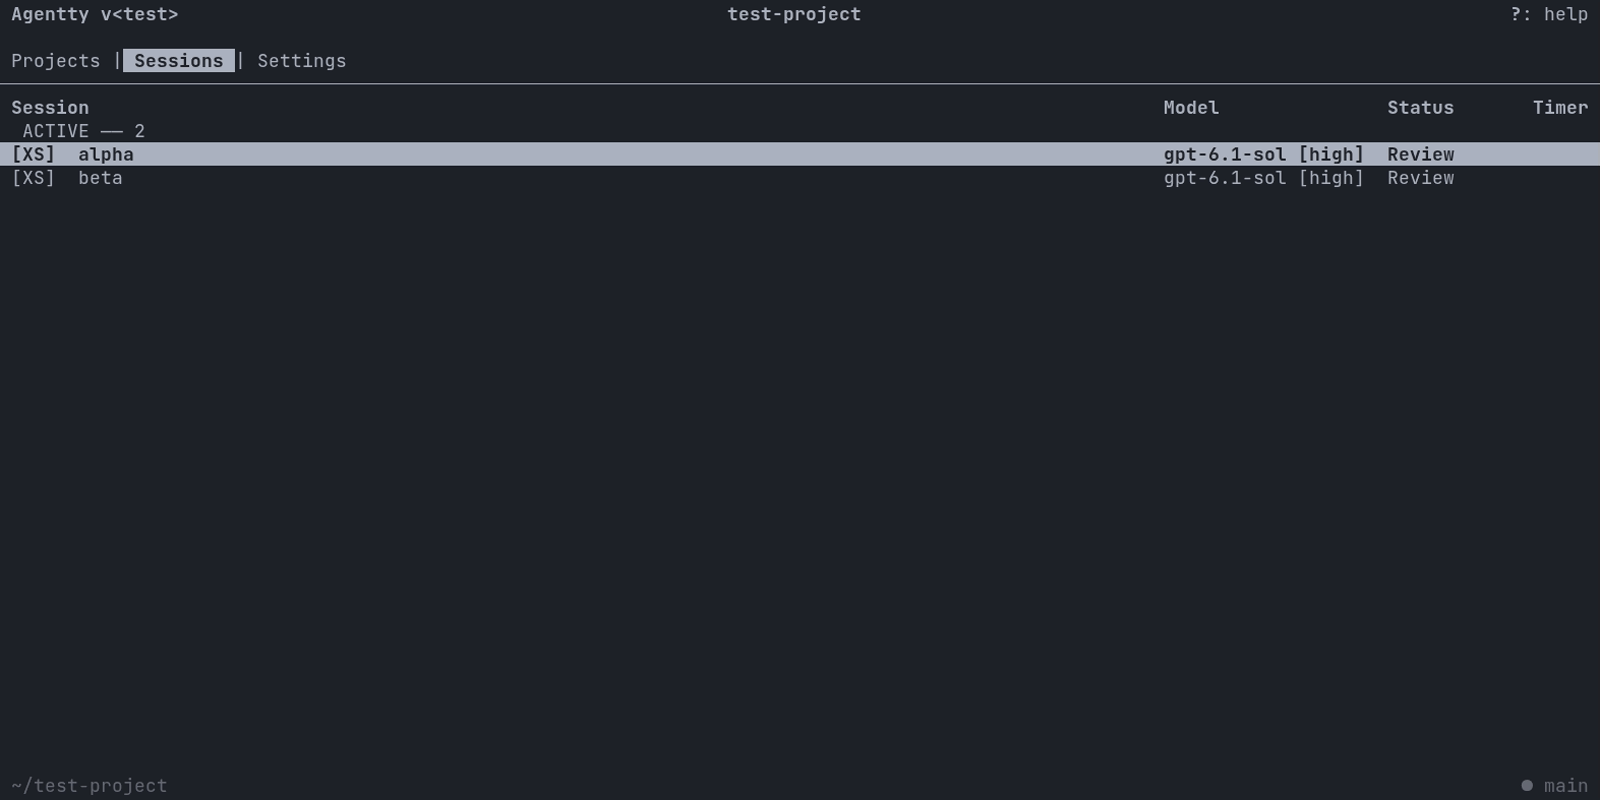 Agentty v<test> test-project ?: help
Projects | Sessions | Settings
Session Model Status Timer
ACTIVE —— 2
[XS] alpha gpt-6.1-sol [high] Review
[XS] beta gpt-6.1-sol [high] Review
~/test-project ● main